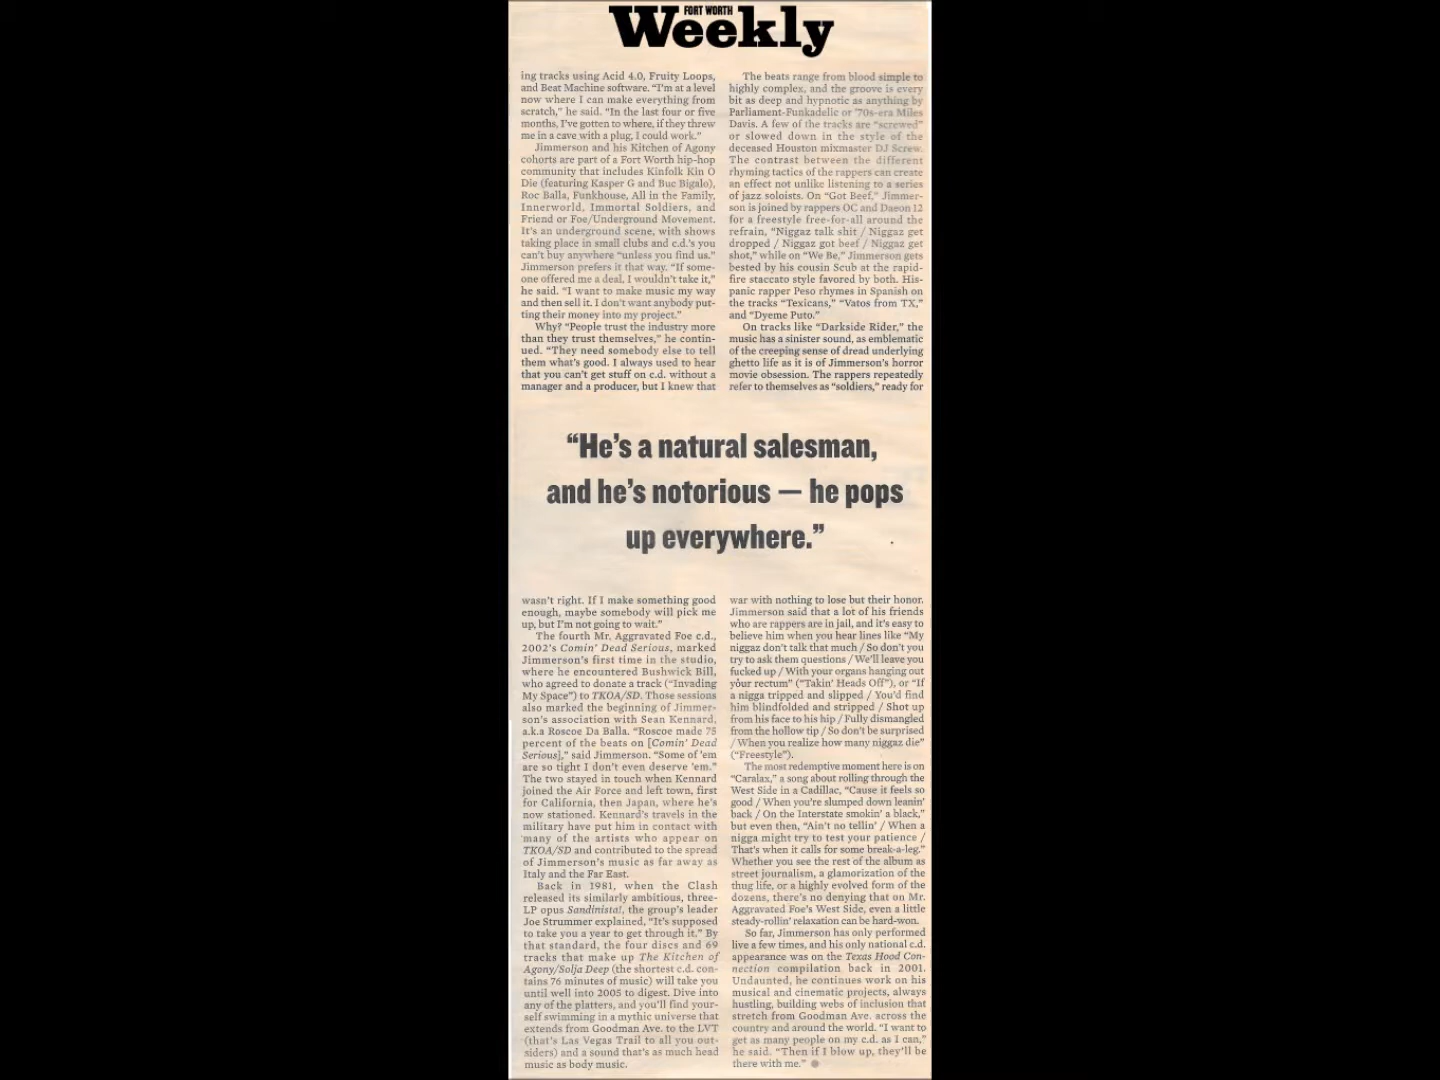 FORT WORTH
Weekly
ing tracks using Acid 4.0, Fruity Loops,
and Beat Machine software. “I’m at a level
now where I can make everything from
scratch,” he said. “In the last four or five
months, I’ve gotten to where, if they threw
me in a cave with a plug, I could work.”
Jimmerson and his Kitchen of Agony
cohorts are part of a Fort Worth hip-hop
community that includes Kinfolk Kin O
Die (featuring Kasper G and Buc Bigalo),
Roc Balla, Funkhouse, All in the Family,
Innerworld, Immortal Soldiers, and
Friend or Foe/Underground Movement.
It’s an underground scene, with shows
taking place in small clubs and c.d.’s you
can’t buy anywhere “unless you find us.”
Jimmerson prefers it that way. “If some-
one offered me a deal, I wouldn’t take it,”
he said. “I want to make music my way
and then sell it. I don’t want anybody put-
ting their money into my project.”
Why? “People trust the industry more
than they trust themselves,” he contin-
ued. “They need somebody else to tell
them what’s good. I always used to hear
that you can’t get stuff on c.d. without a
manager and a producer, but I knew that
The beats range from blood simple to
highly complex, and the groove is every
bit as deep and hypnotic as anything by
Parliament-Funkadelic or ’70s-era Miles
Davis. A few of the tracks are “screwed”
or slowed down in the style of the
deceased Houston mixmaster DJ Screw.
The contrast between the different
rhyming tactics of the rappers can create
an effect not unlike listening to a series
of jazz soloists. On “Got Beef,” Jimmer-
son is joined by rappers OC and Daeon 12
for a freestyle free-for-all around the
refrain, “Niggaz talk shit / Niggaz get
dropped / Niggaz got beef / Niggaz get
shot,” while on “We Be,” Jimmerson gets
bested by his cousin Scub at the rapid-
fire staccato style favored by both. His-
panic rapper Peso rhymes in Spanish on
the tracks “Texicans,” “Vatos from TX,”
and “Dyeme Puto.”
On tracks like “Darkside Rider,” the
music has a sinister sound, as emblematic
of the creeping sense of dread underlying
ghetto life as it is of Jimmerson’s horror
movie obsession. The rappers repeatedly
refer to themselves as “soldiers,” ready for
“He’s a natural salesman,
and he’s notorious — he pops
up everywhere.”
wasn’t right. If I make something good
enough, maybe somebody will pick me
up, but I’m not going to wait.”
The fourth Mr. Aggravated Foe c.d.,
2002’s Comin’ Dead Serious, marked
Jimmerson’s first time in the studio,
where he encountered Bushwick Bill,
who agreed to donate a track (“Invading
My Space”) to TKOA/SD. Those sessions
also marked the beginning of Jimmer-
son’s association with Sean Kennard,
a.k.a Roscoe Da Balla. “Roscoe made 75
percent of the beats on [Comin’ Dead
Serious],” said Jimmerson. “Some of ’em
are so tight I don’t even deserve ’em.”
The two stayed in touch when Kennard
joined the Air Force and left town, first
for California, then Japan, where he’s
now stationed. Kennard’s travels in the
military have put him in contact with
many of the artists who appear on
TKOA/SD and contributed to the spread
of Jimmerson’s music as far away as
Italy and the Far East.
Back in 1981, when the Clash
released its similarly ambitious, three-
LP opus Sandinista!, the group’s leader
Joe Strummer explained, “It’s supposed
to take you a year to get through it.” By
that standard, the four discs and 69
tracks that make up The Kitchen of
Agony/Solja Deep (the shortest c.d. con-
tains 76 minutes of music) will take you
until well into 2005 to digest. Dive into
any of the platters, and you’ll find your-
self swimming in a mythic universe that
extends from Goodman Ave. to the LVT
(that’s Las Vegas Trail to all you out-
siders) and a sound that’s as much head
music as body music.
war with nothing to lose but their honor.
Jimmerson said that a lot of his friends
who are rappers are in jail, and it’s easy to
believe him when you hear lines like “My
niggaz don’t talk that much / So don’t you
try to ask them questions / We’ll leave you
fucked up / With your organs hanging out
your rectum” (“Takin’ Heads Off”), or “If
a nigga tripped and slipped / You’d find
him blindfolded and stripped / Shot up
from his face to his hip / Fully dismangled
from the hollow tip / So don’t be surprised
/ When you realize how many niggaz die”
(“Freestyle”).
The most redemptive moment here is on
“Caralax,” a song about rolling through the
West Side in a Cadillac, “Cause it feels so
good / When you’re slumped down leanin’
back / On the Interstate smokin’ a black,”
but even then, “Ain’t no tellin’ / When a
nigga might try to test your patience /
That’s when it calls for some break-a-leg.”
Whether you see the rest of the album as
street journalism, a glamorization of the
thug life, or a highly evolved form of the
dozens, there’s no denying that on Mr.
Aggravated Foe’s West Side, even a little
steady-rollin’ relaxation can be hard-won.
So far, Jimmerson has only performed
live a few times, and his only national c.d.
appearance was on the Texas Hood Con-
nection compilation back in 2001.
Undaunted, he continues work on his
musical and cinematic projects, always
hustling, building webs of inclusion that
stretch from Goodman Ave. across the
country and around the world. “I want to
get as many people on my c.d. as I can,”
he said. “Then if I blow up, they’ll be
there with me.”